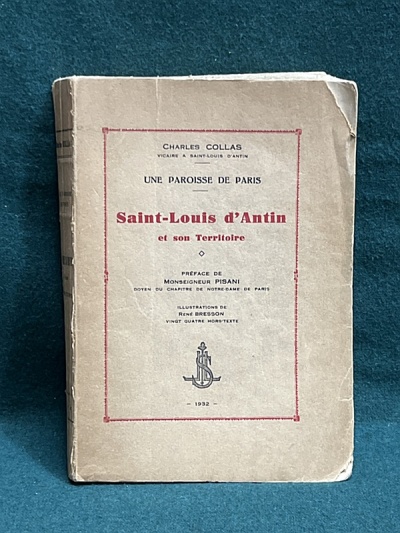 CHARLES COLLAS
VICAIRE A SAINT-LOUIS D'ANTIN
UNE PAROISSE DE PARIS
Saint-Louis d'Antin
et son Territoire
PRÉFACE DE
MONSEIGNEUR PISANI
DOYEN DU CHAPITRE DE NOTRE-DAME DE PARIS
ILLUSTRATIONS DE
RENÉ BRESSON
VINGT QUATRE HORS-TEXTE
- 1932 -